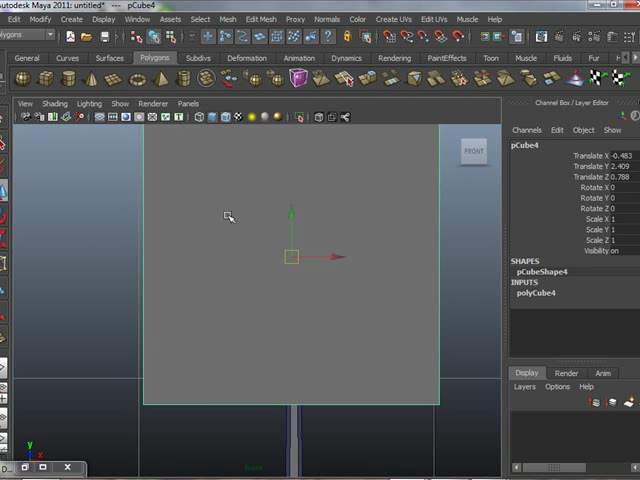 Autodesk Maya 2011: untitled* --- pCube4
Modify Create Display Window Assets Select Mesh Edit Mesh Proxy Normals Color Create UVs Edit UVs Muscle Help
General Curves Surfaces Polygons Subdivs Deformation Animation Dynamics Rendering PaintEffects Toon Muscle Fluids Fur
View Shading Lighting Show Renderer Panels
FRONT
front
y
x
D...
Channel Box / Layer Editor
Channels Edit Object Show
pCube4
Translate X -0.483
Translate Y 2.409
Translate Z 0.788
Rotate X 0
Rotate Y 0
Rotate Z 0
Scale X 1
Scale Y 1
Scale Z 1
Visibility on
SHAPES
pCubeShape4
INPUTS
polyCube4
Display Render Anim
Layers Options Help